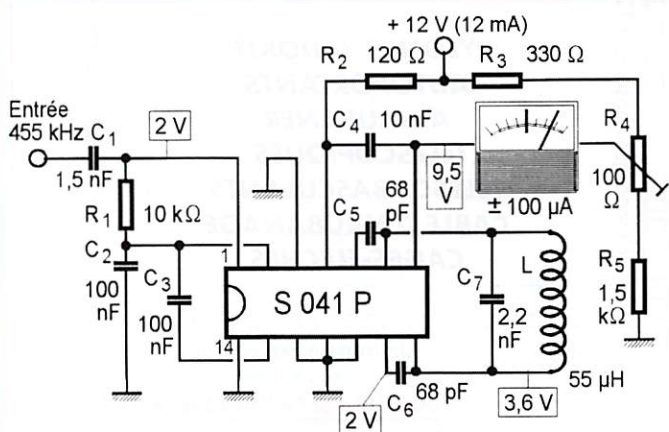 + 12 V (12 mA)
R2
120 Ω
R3
330 Ω
Entrée
455 kHz
C1
1,5 nF
2 V
C4
10 nF
R4
100
Ω
9,5
V
± 100 µA
68
pF
C5
R1
10 kΩ
C2
100
nF
C3
100
nF
1
14
S 041 P
C7
2,2
nF
L
55 µH
R5
1,5
kΩ
C6
68 pF
2 V
3,6 V